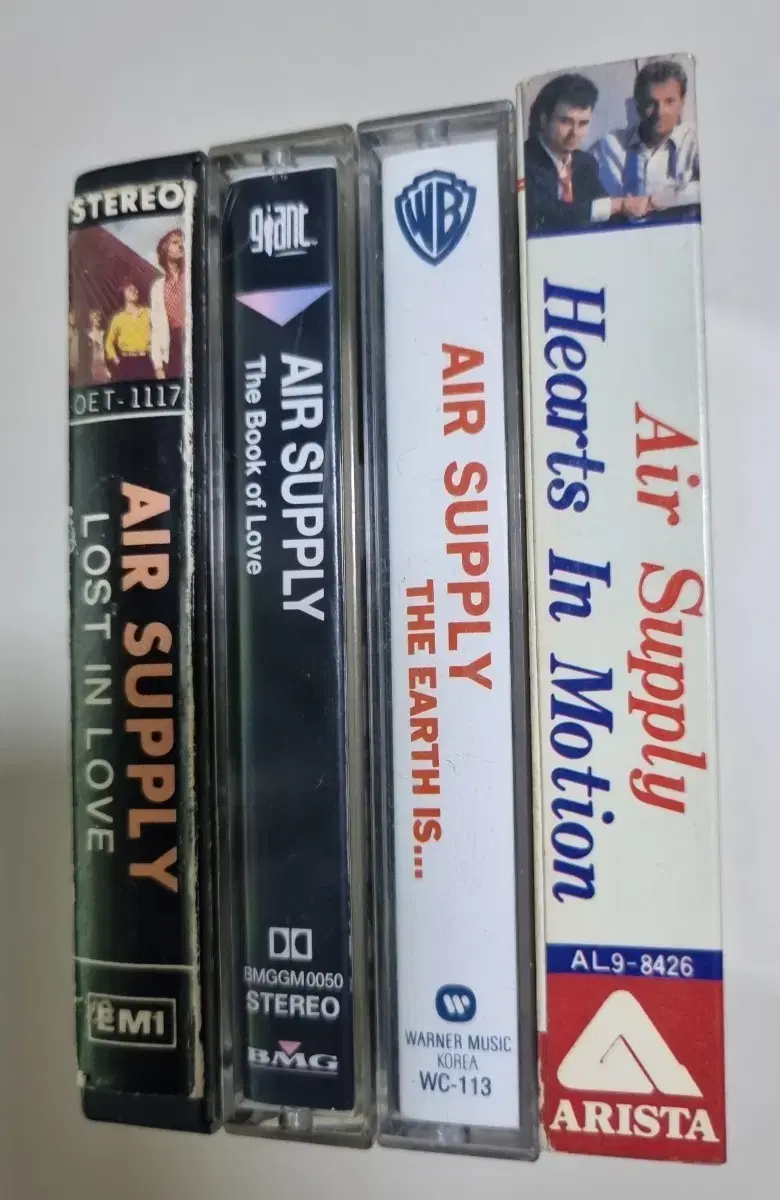 STEREO
OET-1117
AIR SUPPLY
LOST IN LOVE
EMI
giant
AIR SUPPLY
The Book of Love
BMGGM0050
STEREO
BMG
WB
AIR SUPPLY
THE EARTH IS...
WARNER MUSIC
KOREA
WC-113
Air Supply
Hearts In Motion
AL9-8426
ARISTA